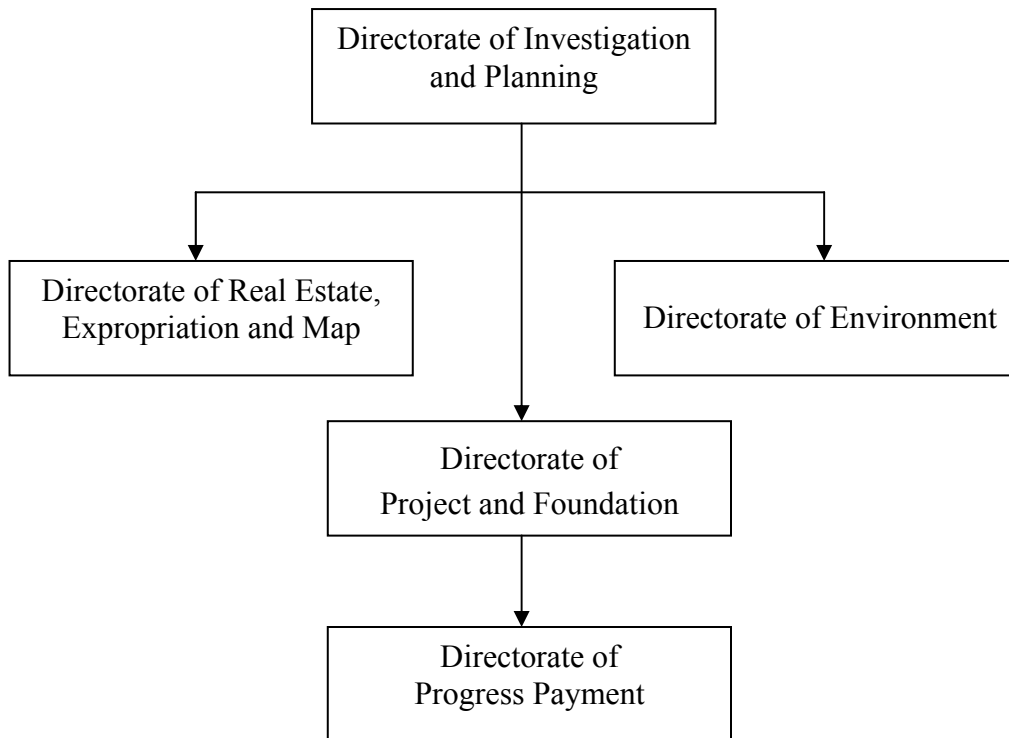 Directorate of Investigation
and Planning
Directorate of Real Estate,
Expropriation and Map
Directorate of Environment
Directorate of
Project and Foundation
Directorate of
Progress Payment